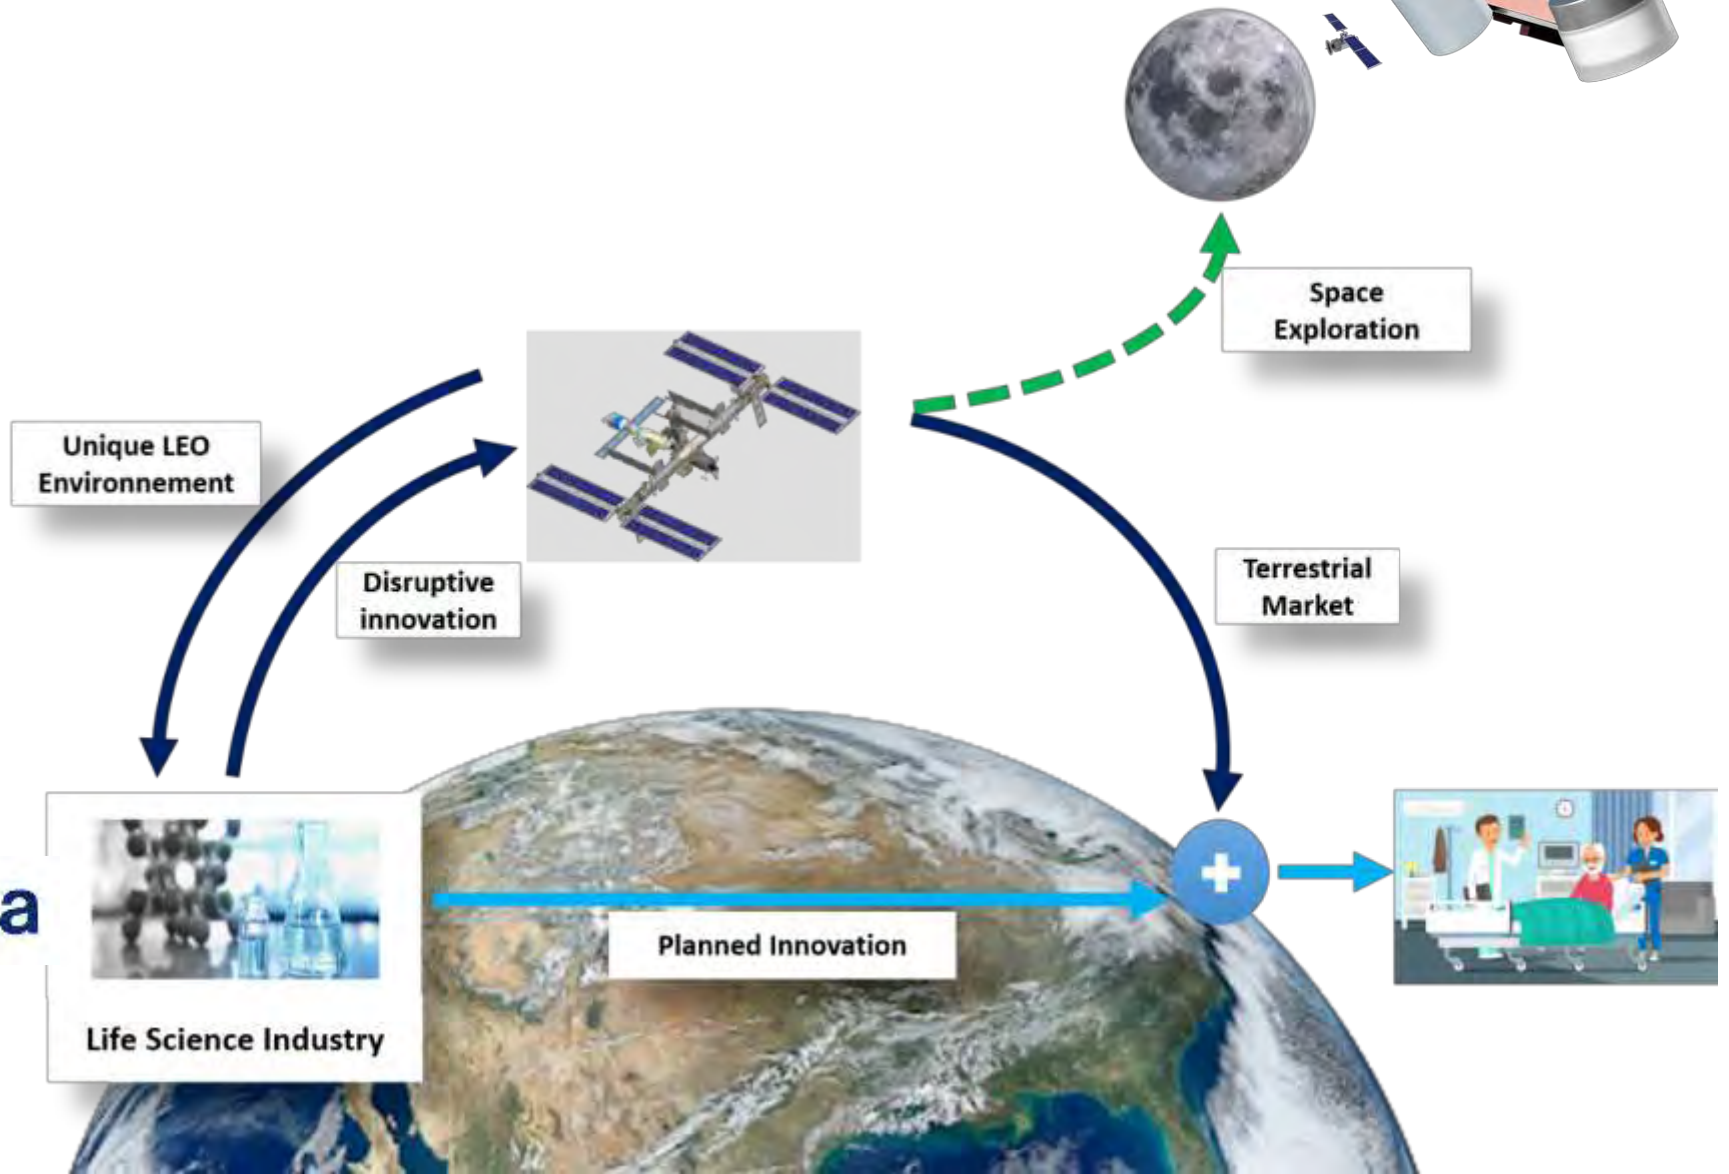 Space
Exploration
Unique LEO
Environnement
Disruptive
innovation
Terrestrial
Market
a
Planned Innovation
Life Science Industry